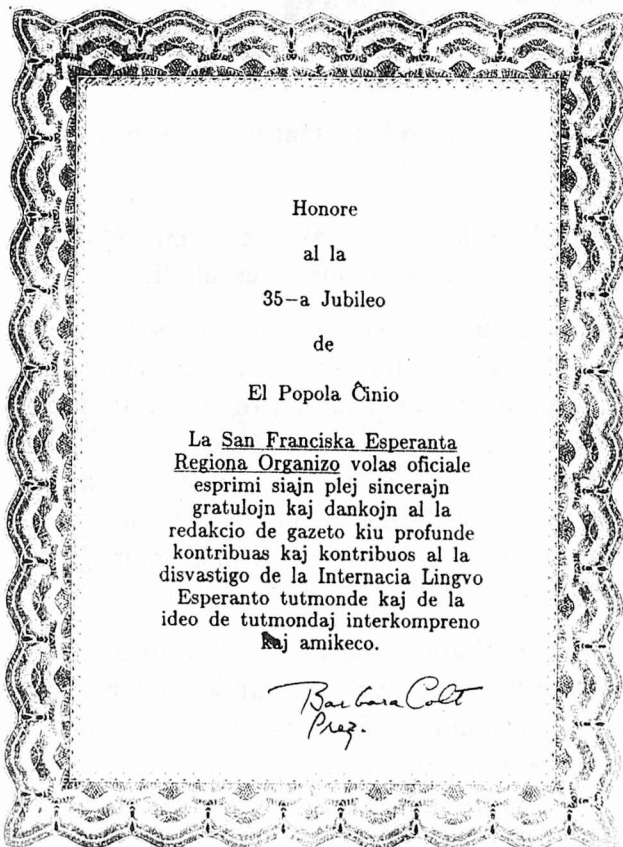 Honore
al la
35-a Jubileo
de
El Popola Ĉinio
La San Franciska Esperanta
Regiona Organizo volas oficiale
esprimi siajn plej sincerajn
gratulojn kaj dankojn al la
redakcio de gazeto kiu profunde
kontribuas kaj kontribuos al la
disvastigo de la Internacia Lingvo
Esperanto tutmonde kaj de la
ideo de tutmondaj interkompreno
kaj amikeco.
Barbara Colt
Prez.